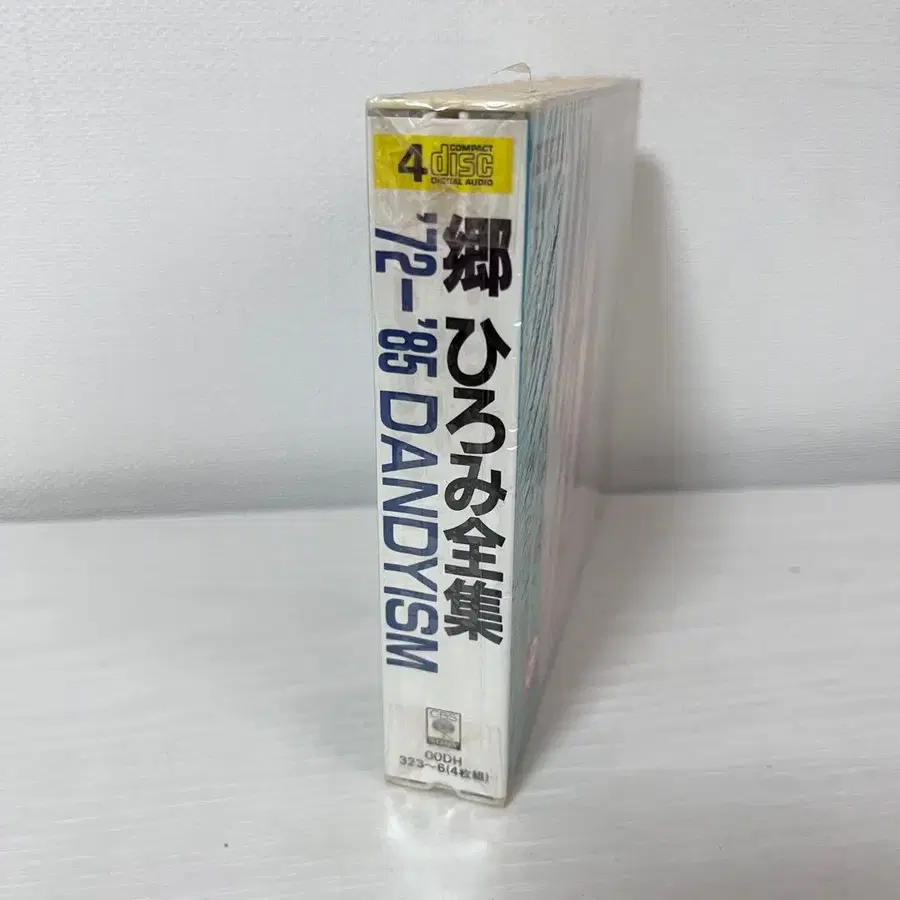 4 COMPACT disc DIGITAL AUDIO
郷 ひろみ全集
'72-'85 DANDYISM
CBS
00DH
323〜6(4枚組)